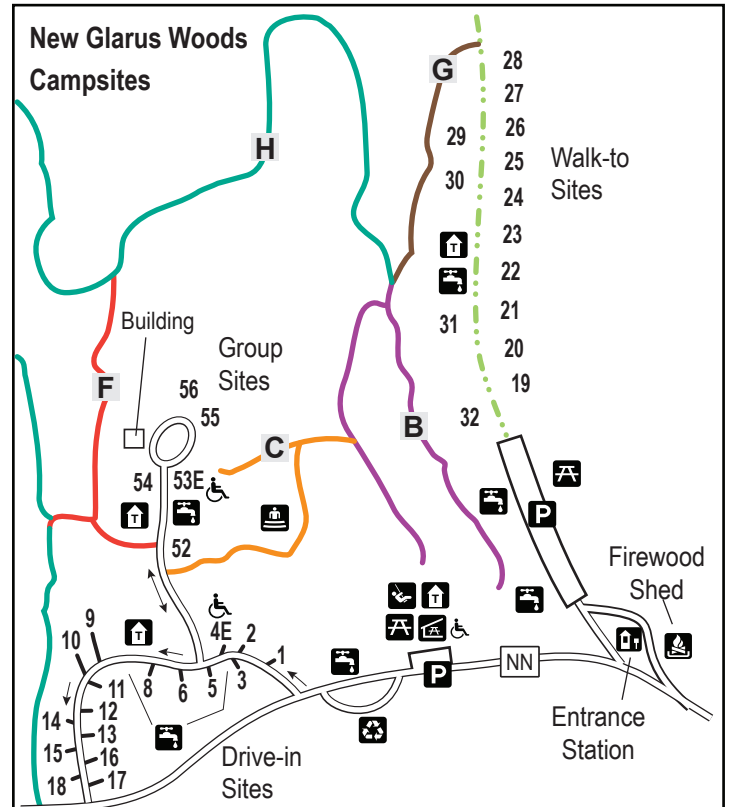 New Glarus Woods
Campsites
G
H
28
27
26
25
24
23
22
21
20
19
29
30
31
32
Walk-to
Sites
T
Building
Group
Sites
F
56
55
C
B
54
53E
52
T
P
Firewood
Shed
T
4E
2
1
3
5
6
8
9
10
11
12
13
14
15
16
17
18
T
P
NN
Entrance
Station
Drive-in
Sites